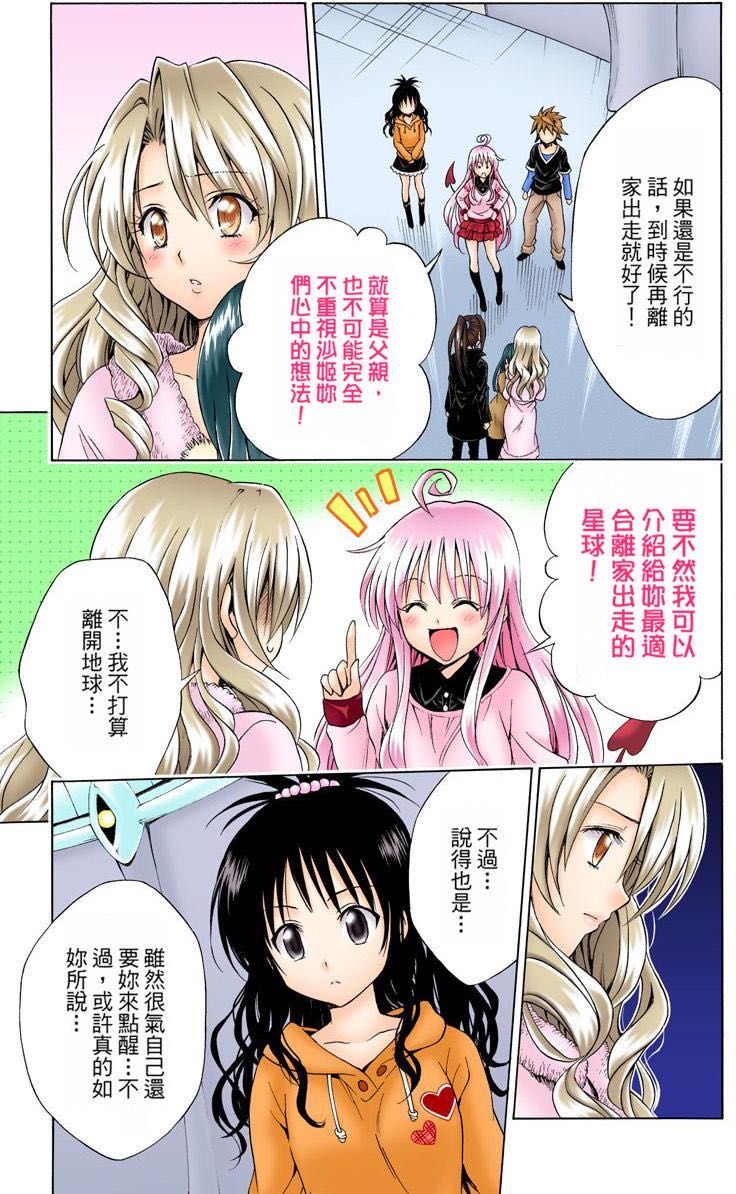 如果還是不行的
話，到時候再離
家出走就好了！
就算是父親，
也不可能完全
不重視沙姬妳
們心中的想法！
要不然我可以
介紹給妳最適
合離家出走的
星球！
不…我不打算
離開地球…
不過…
說得也是…
雖然很氣自己還
要妳來點醒…不
過，或許真的如
妳所說…